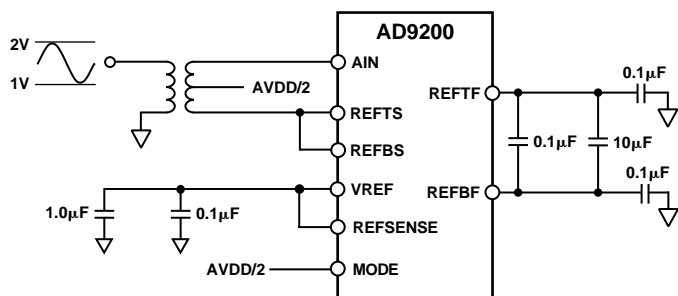 AD9200
2V
1V
AIN
AVDD/2
REFTS
REFBS
VREF
REFSENSE
1.0µF
0.1µF
AVDD/2
MODE
REFTF
REFBF
0.1µF
0.1µF
10µF
0.1µF